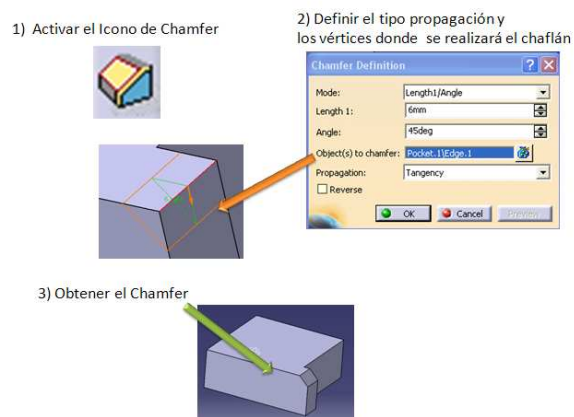 1) Activar el Icono de Chamfer
2) Definir el tipo propagación y
los vértices donde se realizará el chaflán
Chamfer Definition
Mode: Length1/Angle
Length 1: 6mm
Angle: 45deg
Object(s) to chamfer: Pocket.1\Edge.1
Propagation: Tangency
Reverse
OK Cancel
3) Obtener el Chamfer